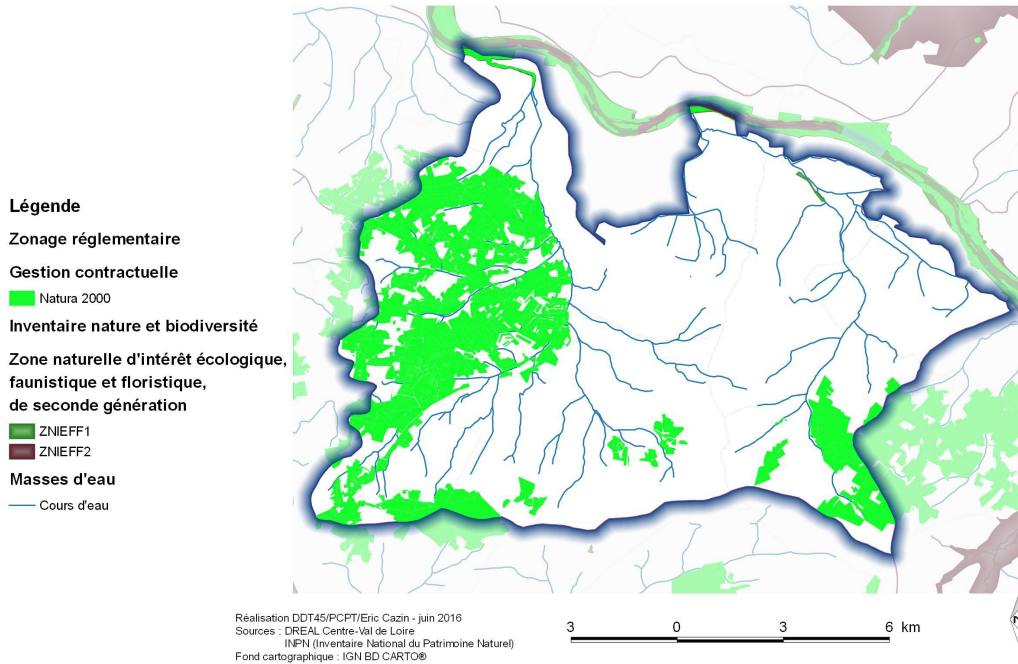 Légende
Zonage réglementaire
Gestion contractuelle
Natura 2000
Inventaire nature et biodiversité
Zone naturelle d'intérêt écologique,
faunistique et floristique,
de seconde génération
ZNIEFF1
ZNIEFF2
Masses d'eau
Cours d'eau
Réalisation DDT45/PCPT/Eric Cazin - juin 2016
Sources : DREAL Centre-Val de Loire
INPN (Inventaire National du Patrimoine Naturel)
Fond cartographique : IGN BD CARTO®
3 0 3 6 km
N